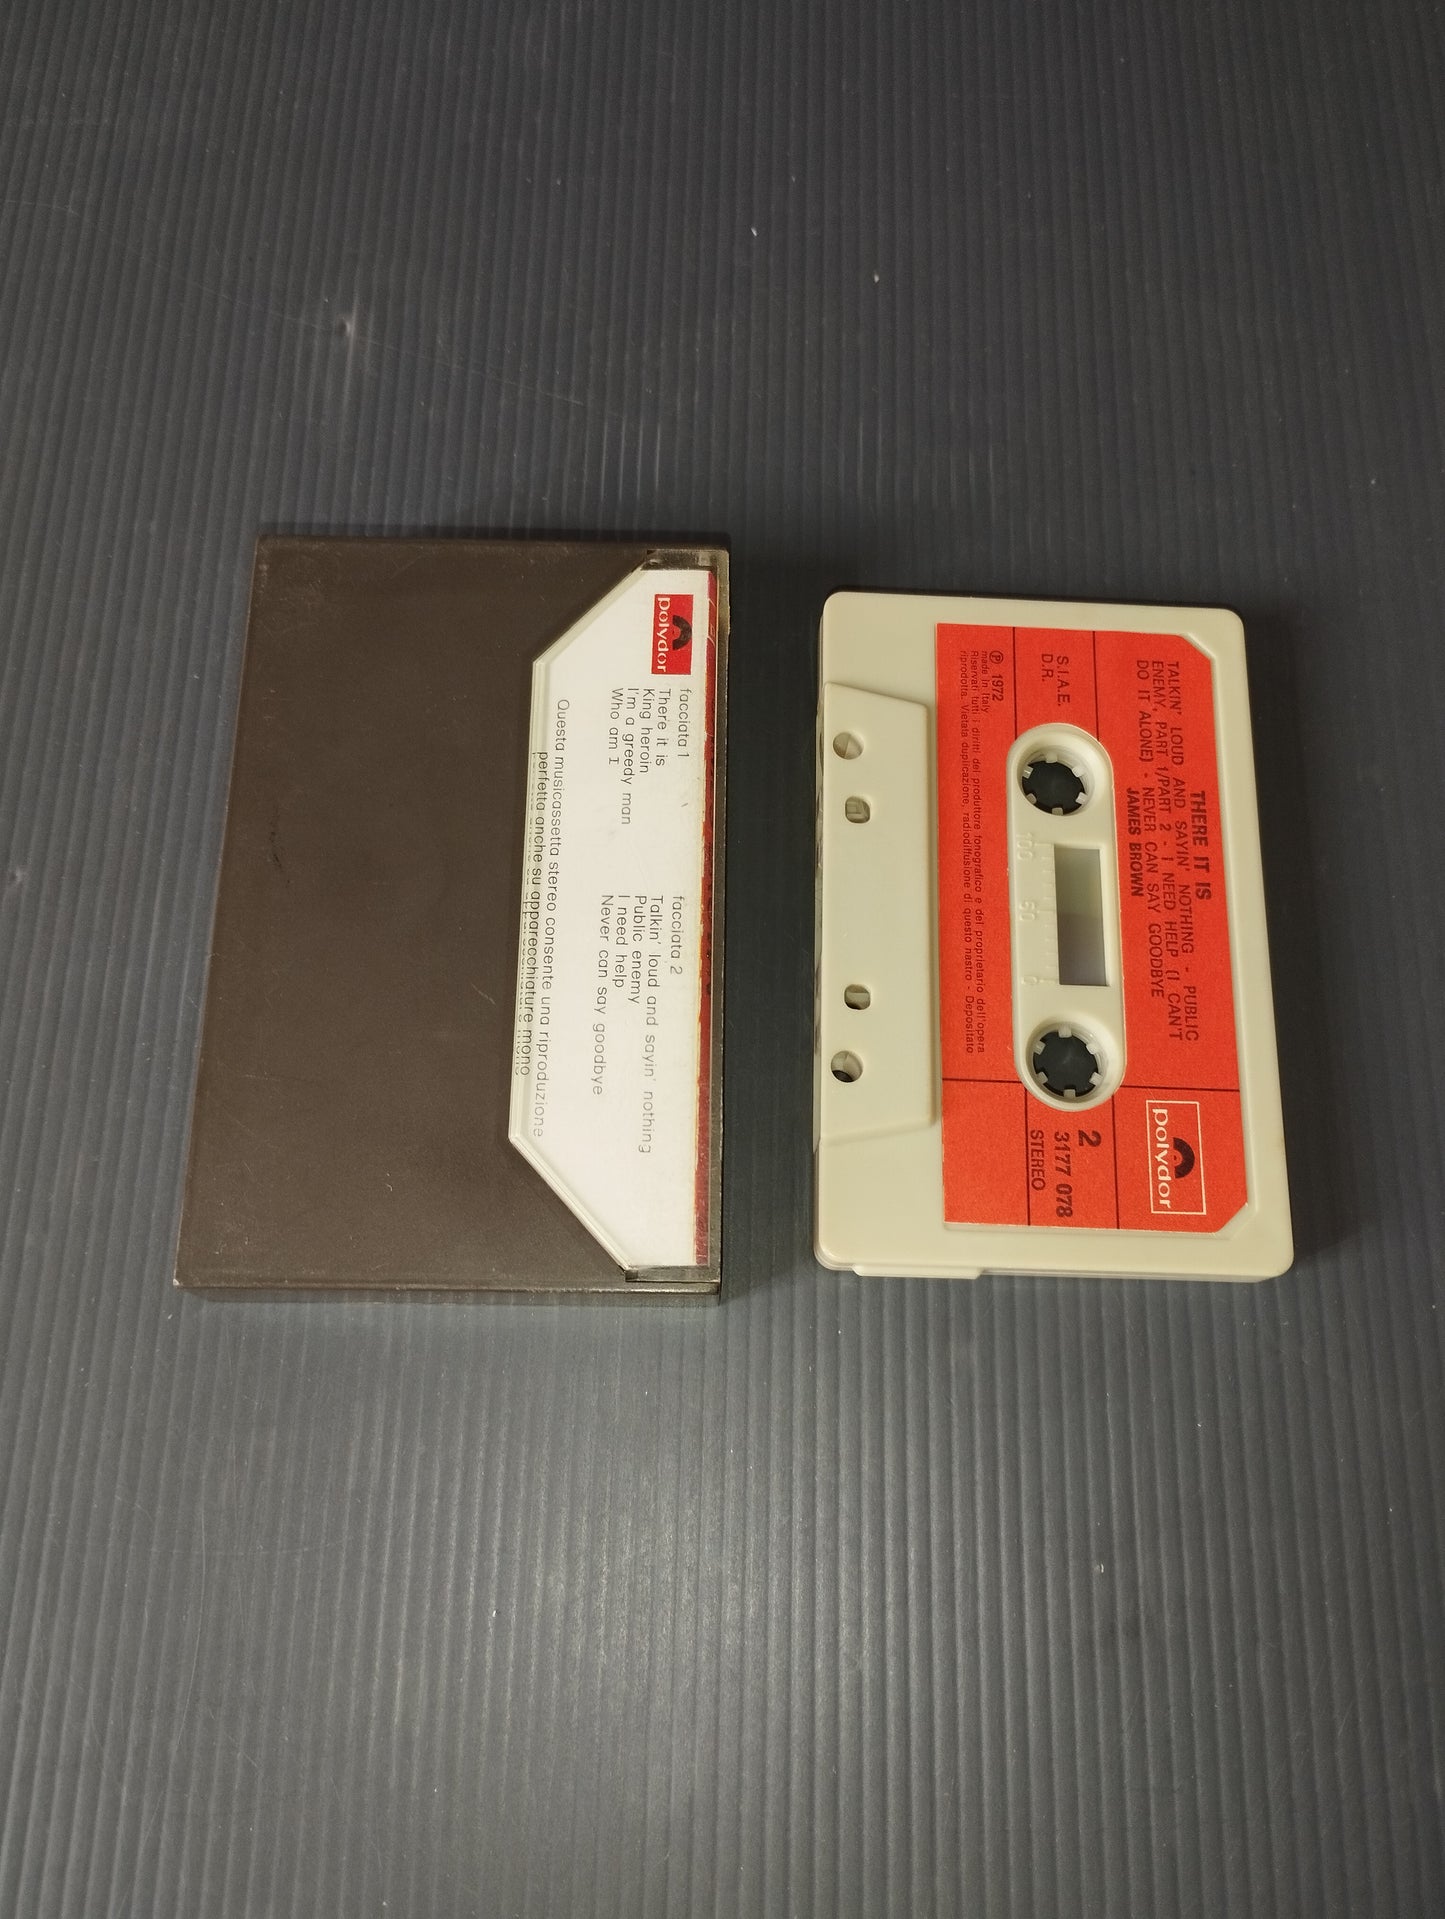 polydor
facciata 1
There it is
King heroin
I'm a greedy man
Who am I
facciata 2
Talkin' loud and sayin' nothing
Public enemy
I need help
Never can say goodbye
Questa musicassetta stereo consente una riproduzione
perfetta anche su apparecchiature mono
THERE IT IS
TALKIN' LOUD AND SAYIN' NOTHING - PUBLIC
ENEMY, PART 1/PART 2 - I NEED HELP (I CAN'T
DO IT ALONE) - NEVER CAN SAY GOODBYE
JAMES BROWN
polydor
S.I.A.E.
D.R.
100 50 0
2
3177 078
STEREO
Ⓟ 1972
made in Italy
Riservati tutti i diritti del produttore fonografico e del proprietario dell'opera
riprodotta. Vietata duplicazione, radiodiffusione di questo nastro - Depositato